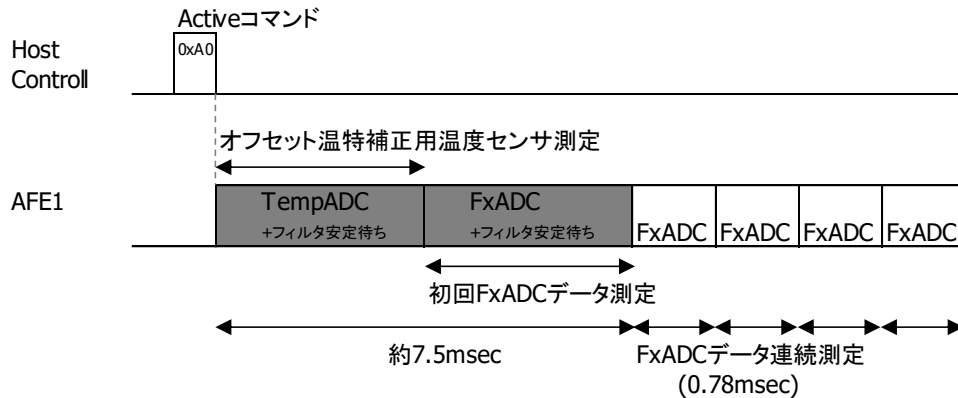 Activeコマンド
Host
Controll
0xA0
オフセット温特補正用温度センサ測定
AFE1
TempADC
+フィルタ安定待ち
FxADC
+フィルタ安定待ち
FxADC
FxADC
FxADC
FxADC
初回FxADCデータ測定
約7.5msec
FxADCデータ連続測定
(0.78msec)